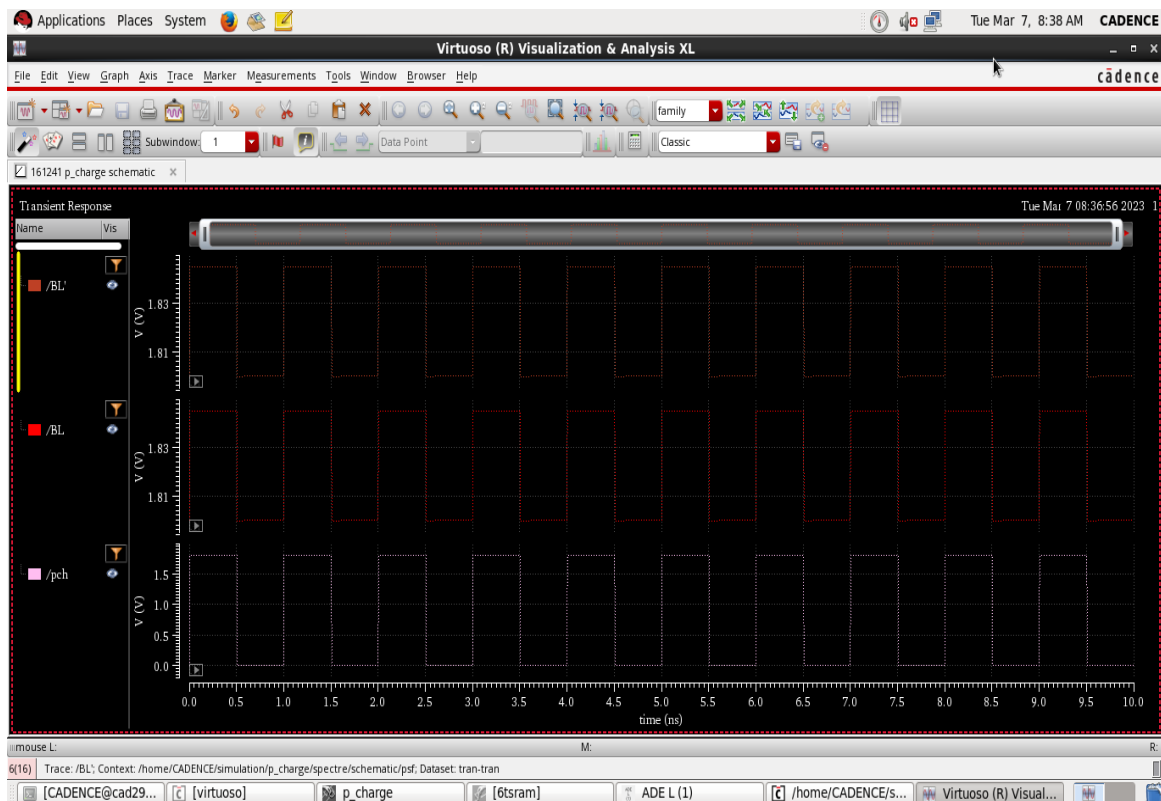 Applications Places System Tue Mar 7, 8:38 AM CADENCE
Virtuoso (R) Visualization & Analysis XL
File Edit View Graph Axis Trace Marker Measurements Tools Window Browser Help cādence
family
Subwindow: 1 Data Point Classic
161241 p_charge schematic
Transient Response Tue Mar 7 08:36:56 2023 1
Name Vis
/BL'
V (V)
1.83
1.81
/BL
V (V)
1.83
1.81
/pch
V (V)
1.5
1.0
0.5
0.0
0.0 0.5 1.0 1.5 2.0 2.5 3.0 3.5 4.0 4.5 5.0 5.5 6.0 6.5 7.0 7.5 8.0 8.5 9.0 9.5 10.0
time (ns)
mouse L: M: R:
6(16) Trace: /BL'; Context: /home/CADENCE/simulation/p_charge/spectre/schematic/psf; Dataset: tran-tran
[CADENCE@cad29... [virtuoso] p_charge [6tsram] ADE L (1) /home/CADENCE/s... Virtuoso (R) Visual...